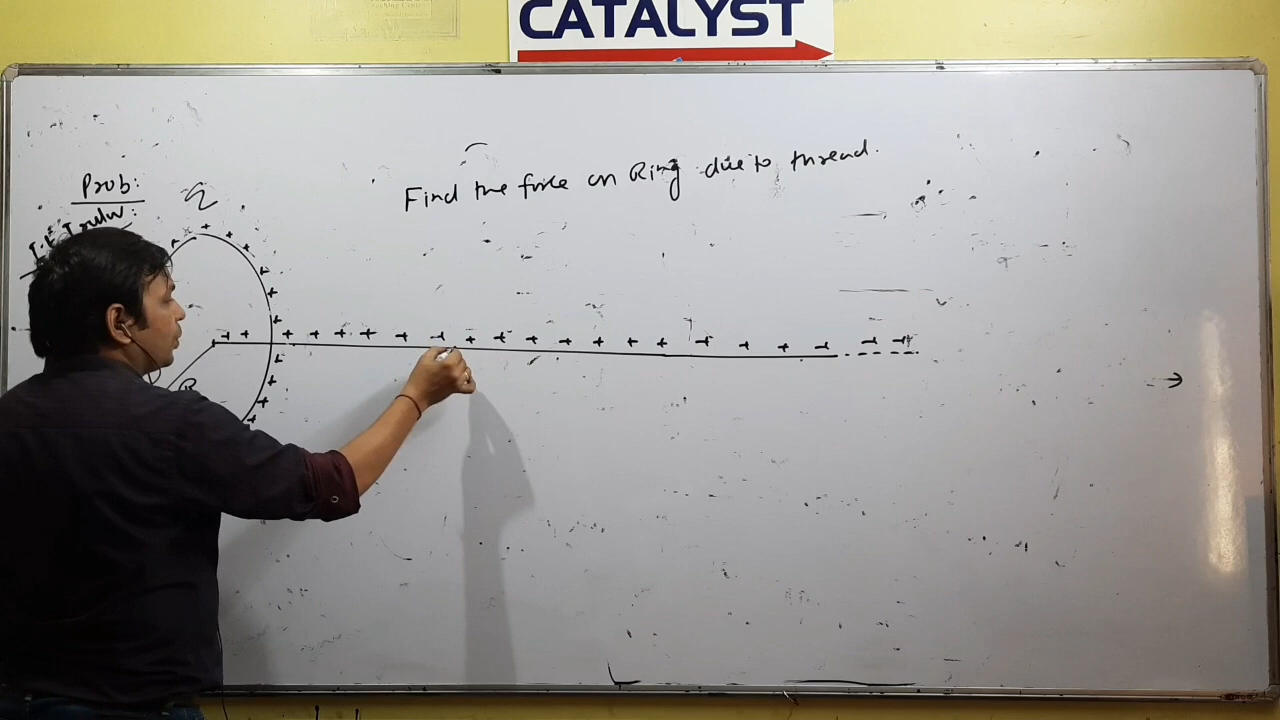 CATALYST
Find the force on Ring due to thread.
Prob:
q
R